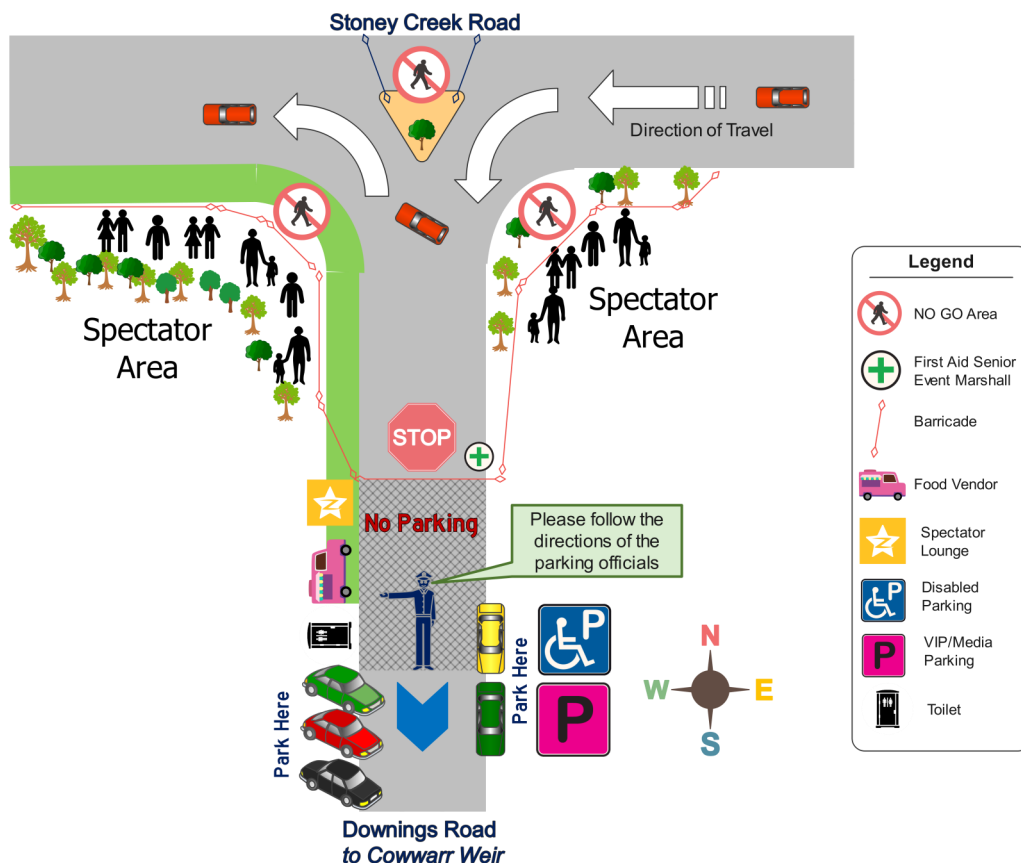 Stoney Creek Road
Direction of Travel
Spectator
Area
Spectator
Area
STOP
No Parking
Please follow the
directions of the
parking officials
Park Here
Park Here
P
P
N
W
E
S
Downings Road
to Cowwarr Weir
Legend
NO GO Area
First Aid Senior
Event Marshall
Barricade
Food Vendor
Spectator
Lounge
P
Disabled
Parking
P
VIP/Media
Parking
Toilet